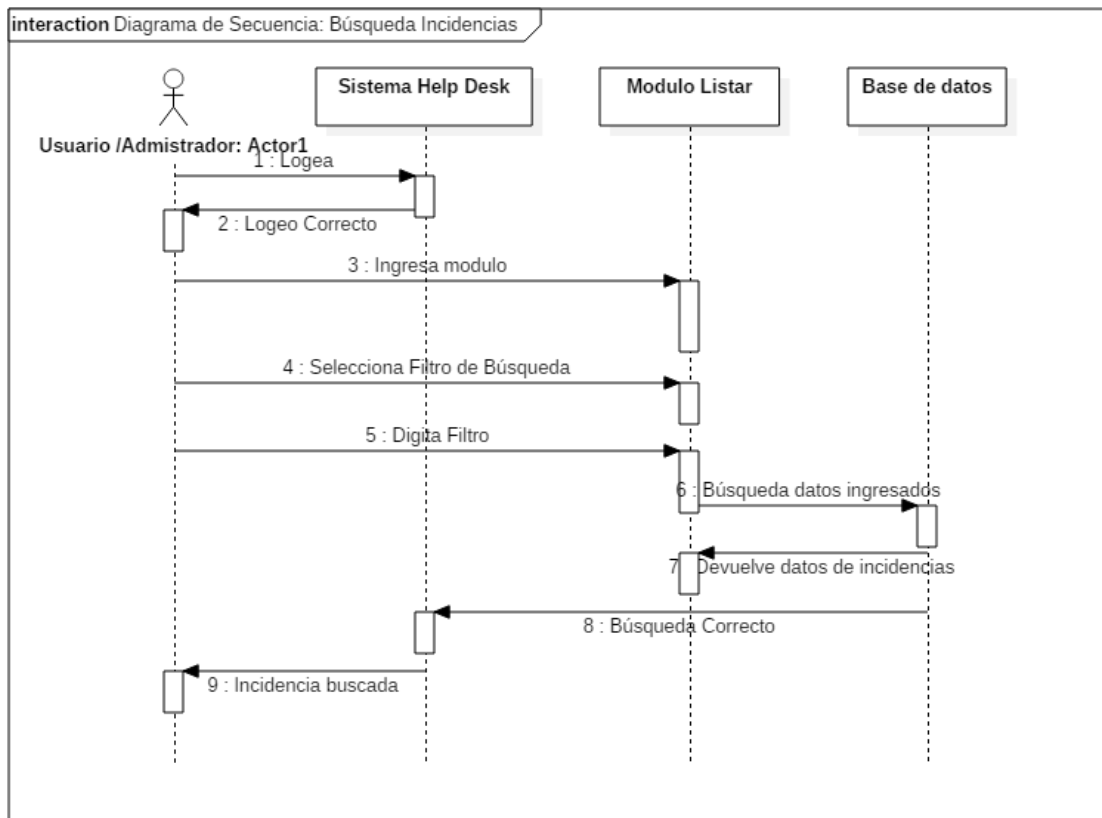 interaction Diagrama de Secuencia: Búsqueda Incidencias
Sistema Help Desk
Modulo Listar
Base de datos
Usuario /Admistrador: Actor1
1 : Logea
2 : Logeo Correcto
3 : Ingresa modulo
4 : Selecciona Filtro de Búsqueda
5 : Digita Filtro
6 : Búsqueda datos ingresados
7 : Devuelve datos de incidencias
8 : Búsqueda Correcto
9 : Incidencia buscada